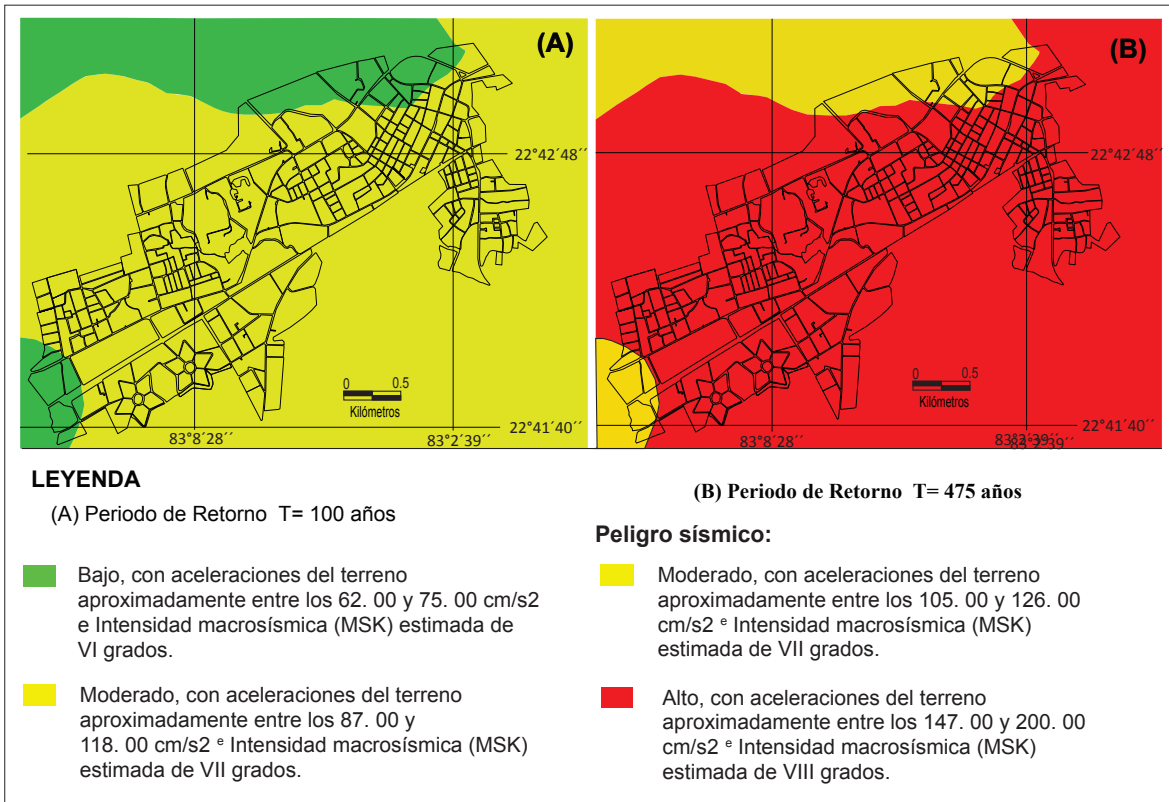 (A)
22°42´48´´
0 0.5
Kilómetros
22°41´40´´
83°8´28´´
83°2´39´´
(B)
22°42´48´´
0 0.5
Kilómetros
22°41´40´´
83°8´28´´
83°2´39´´
83°2´39´´
LEYENDA
(A) Periodo de Retorno T= 100 años
Bajo, con aceleraciones del terreno
aproximadamente entre los 62. 00 y 75. 00 cm/s2
e Intensidad macrosísmica (MSK) estimada de
VI grados.
Moderado, con aceleraciones del terreno
aproximadamente entre los 87. 00 y
118. 00 cm/s2 e Intensidad macrosísmica (MSK)
estimada de VII grados.
(B) Periodo de Retorno T= 475 años
Peligro sísmico:
Moderado, con aceleraciones del terreno
aproximadamente entre los 105. 00 y 126. 00
cm/s2 e Intensidad macrosísmica (MSK)
estimada de VII grados.
Alto, con aceleraciones del terreno
aproximadamente entre los 147. 00 y 200. 00
cm/s2 e Intensidad macrosísmica (MSK)
estimada de VIII grados.